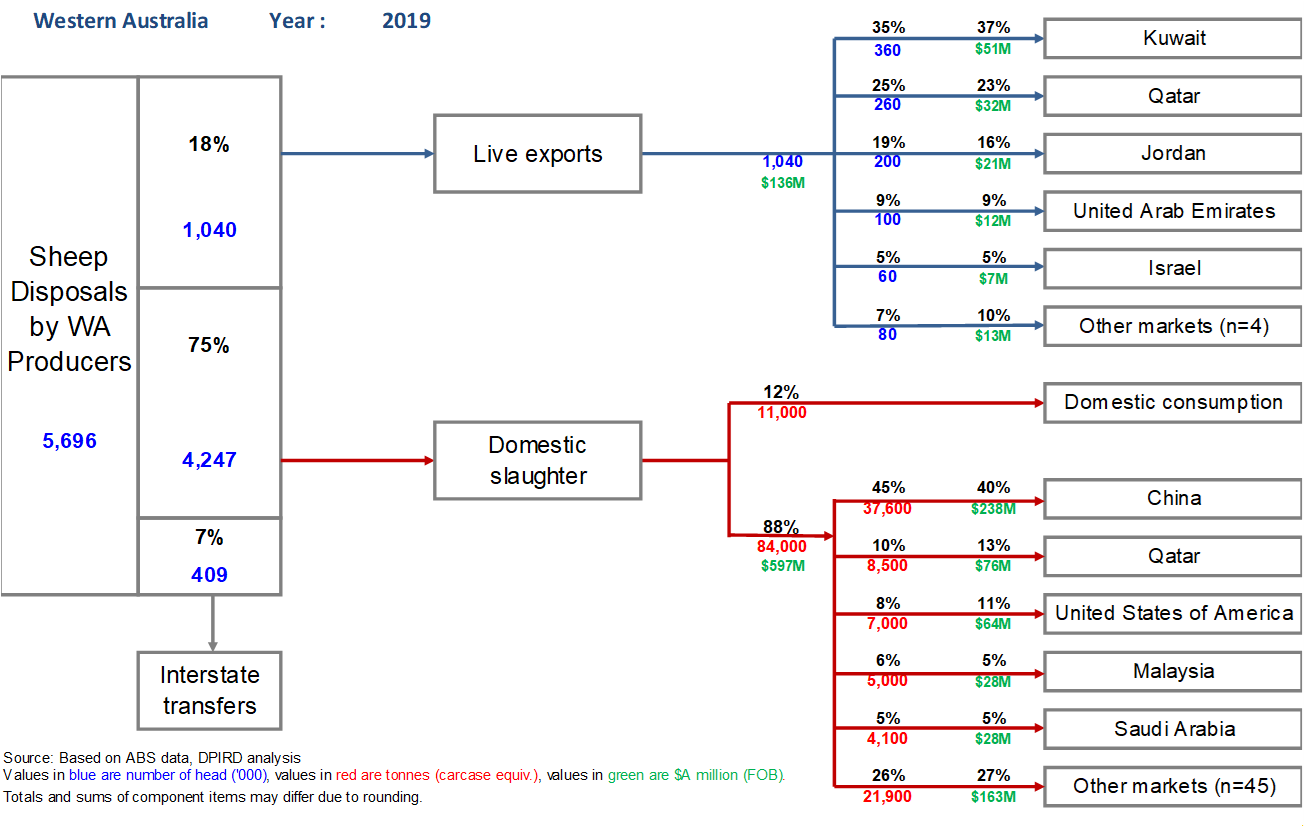 Western Australia Year : 2019
Sheep
Disposals
by WA
Producers
5,696
18%
1,040
75%
4,247
7%
409
Interstate
transfers
Live exports
1,040
$136M
35% 37%
360 $51M
Kuwait
25% 23%
260 $32M
Qatar
19% 16%
200 $21M
Jordan
9% 9%
100 $12M
United Arab Emirates
5% 5%
60 $7M
Israel
7% 10%
80 $13M
Other markets (n=4)
Domestic
slaughter
12%
11,000
Domestic consumption
88%
84,000
$597M
45% 40%
37,600 $238M
China
10% 13%
8,500 $76M
Qatar
8% 11%
7,000 $64M
United States of America
6% 5%
5,000 $28M
Malaysia
5% 5%
4,100 $28M
Saudi Arabia
26% 27%
21,900 $163M
Other markets (n=45)
Source: Based on ABS data, DPIRD analysis
Values in blue are number of head ('000), values in red are tonnes (carcase equiv.), values in green are $A million (FOB).
Totals and sums of component items may differ due to rounding.